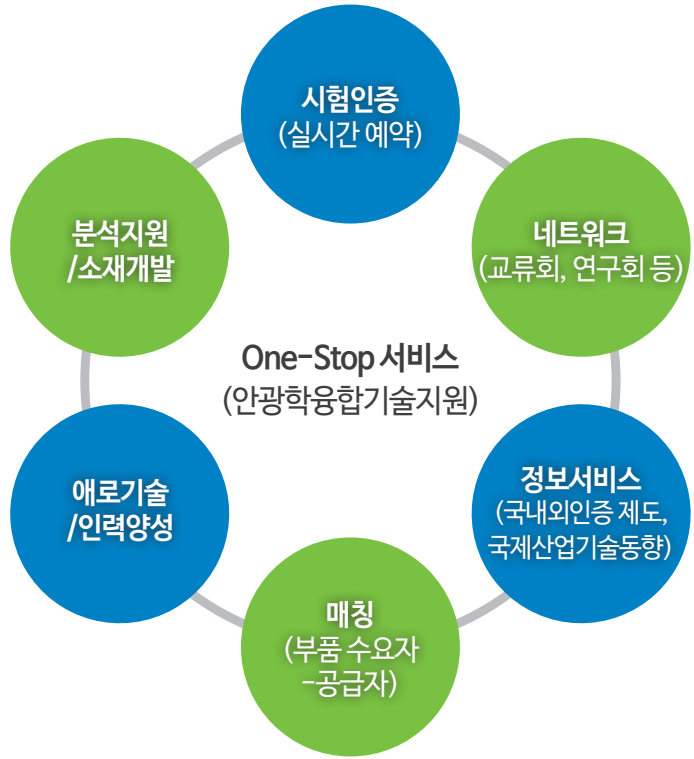 시험인증
(실시간 예약)
네트워크
(교류회, 연구회 등)
정보서비스
(국내외인증 제도,
국제산업기술동향)
매칭
(부품 수요자
-공급자)
애로기술
/인력양성
분석지원
/소재개발
One-Stop 서비스
(안광학융합기술지원)